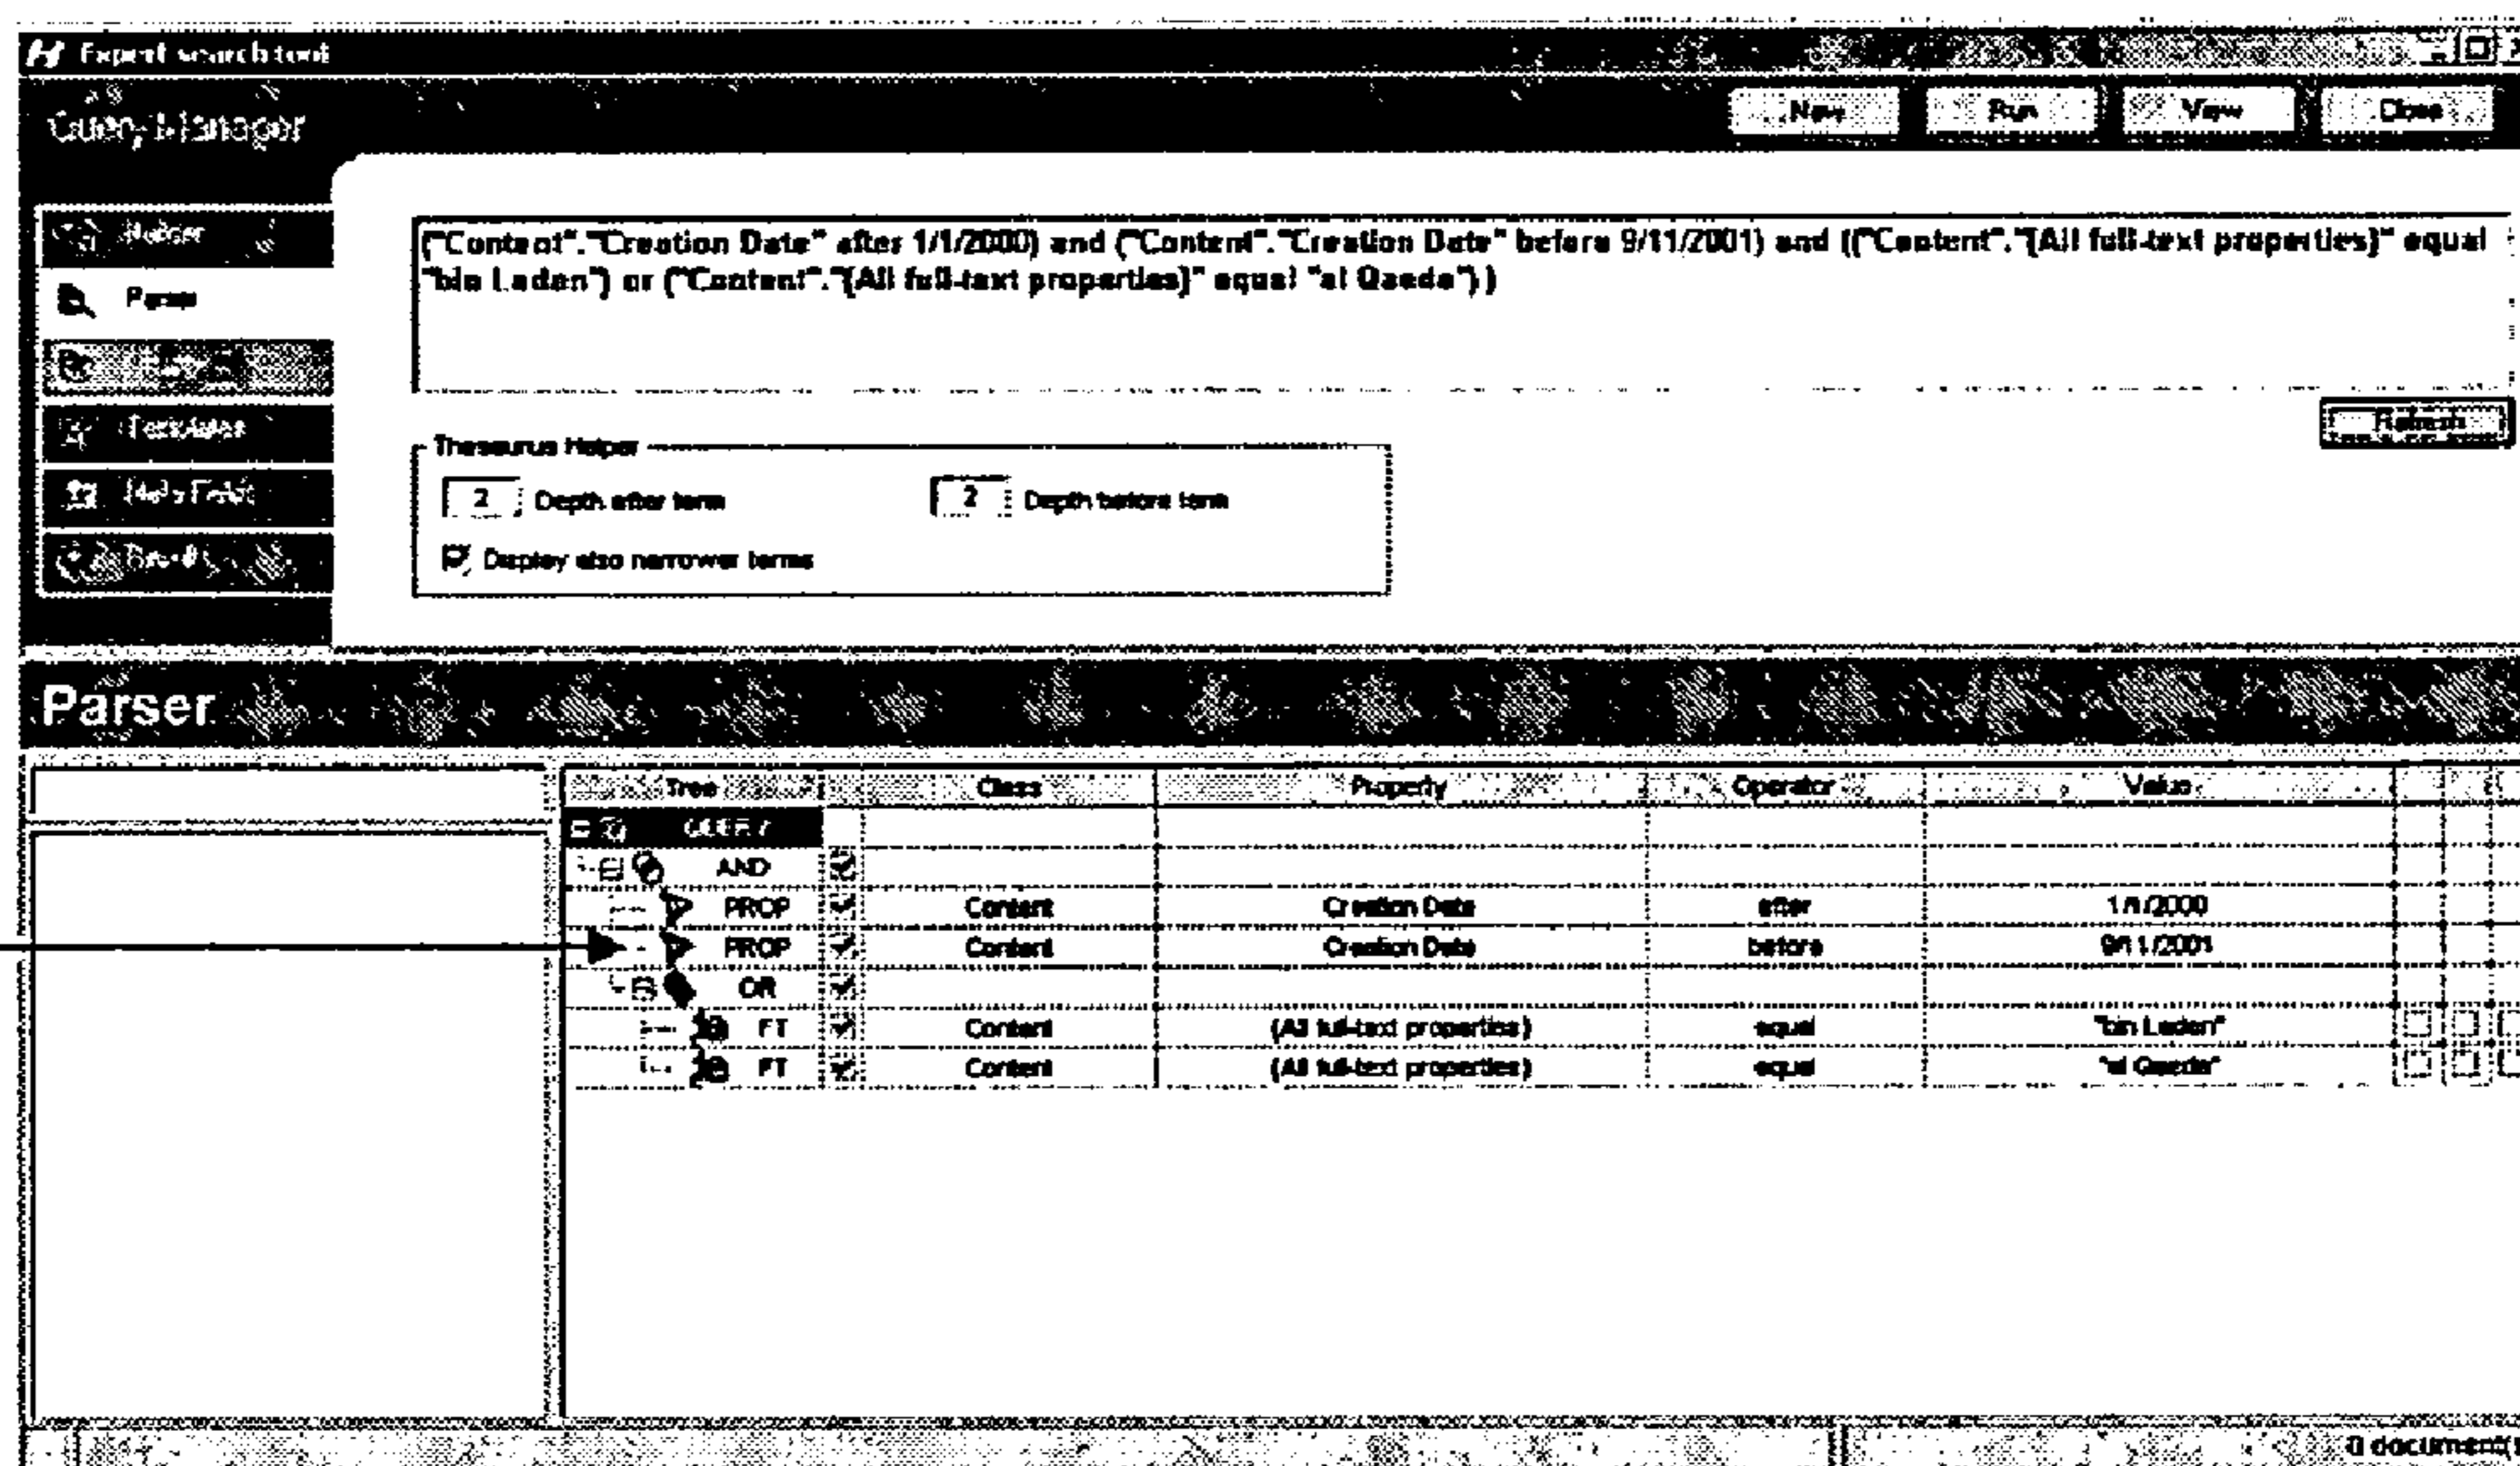 Expert search tool
Query Manager
New Run View Close
Helper
Parser
("Content"."Creation Date" after 1/1/2000) and ("Content"."Creation Date" before 9/11/2001) and (("Content"."{All full-text properties}" equal
"bin Laden") or ("Content"."{All full-text properties}" equal "al Qaeda") )
Refresh
Thesaurus Helper
2 Depth after term 2 Depth before term
Display also narrower terms
Parser
Tree Class Property Operator Value
QUERY
AND
PROP Content Creation Date after 1/1/2000
PROP Content Creation Date before 9/11/2001
OR
FT Content {All full-text properties} equal "bin Laden"
FT Content {All full-text properties} equal "al Qaeda"
0 document(s